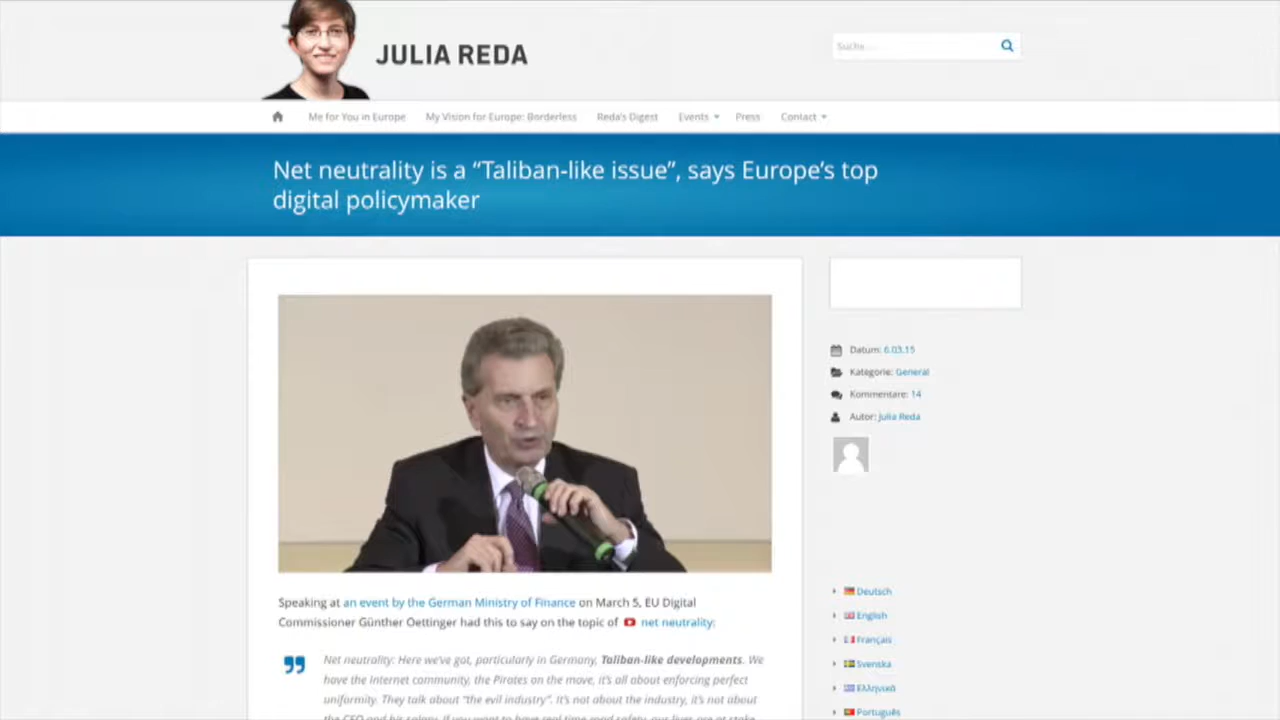 JULIA REDA
Suche...
Me for You in Europe My Vision for Europe: Borderless Reda's Digest Events Press Contact
Net neutrality is a “Taliban-like issue”, says Europe’s top
digital policymaker
Datum: 6.03.15
Kategorie: General
Kommentare: 14
Autor: Julia Reda
Speaking at an event by the German Ministry of Finance on March 5, EU Digital
Commissioner Günther Oettinger had this to say on the topic of net neutrality:
Net neutrality: Here we’ve got, particularly in Germany, Taliban-like developments. We
have the Internet community, the Pirates on the move, it’s all about enforcing perfect
uniformity. They talk about “the evil industry”. It’s not about the industry, it’s not about
the CEO and his salary. If you want to have real time road safety, our lives are at stake
Deutsch
English
Français
Svenska
Ελληνικά
Português